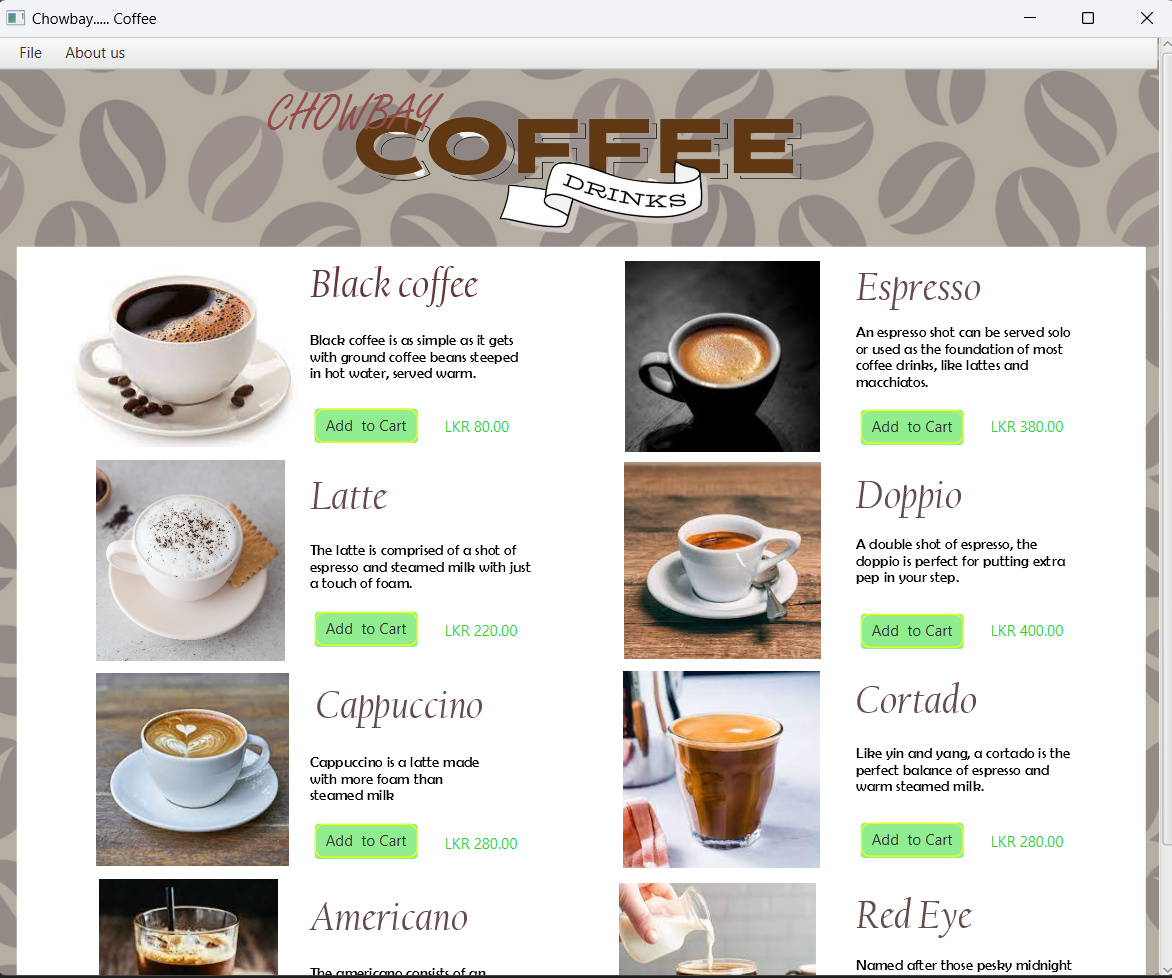 Chowbay..... Coffee
File About us
CHOWBAY
COFFEE
DRINKS
Black coffee
Black coffee is as simple as it gets
with ground coffee beans steeped
in hot water, served warm.
Add to Cart LKR 80.00
Espresso
An espresso shot can be served solo
or used as the foundation of most
coffee drinks, like lattes and
macchiatos.
Add to Cart LKR 380.00
Latte
The latte is comprised of a shot of
espresso and steamed milk with just
a touch of foam.
Add to Cart LKR 220.00
Doppio
A double shot of espresso, the
doppio is perfect for putting extra
pep in your step.
Add to Cart LKR 400.00
Cappuccino
Cappuccino is a latte made
with more foam than
steamed milk
Add to Cart LKR 280.00
Cortado
Like yin and yang, a cortado is the
perfect balance of espresso and
warm steamed milk.
Add to Cart LKR 280.00
Americano
The americano consists of an
Red Eye
Named after those pesky midnight